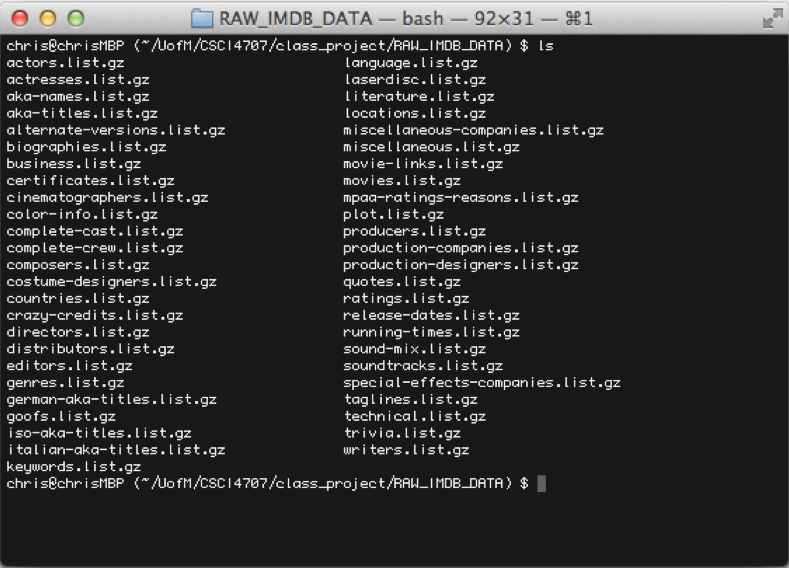 RAW_IMDB_DATA — bash — 92×31 — ⌘1
chris@chrisMBP (~/UofM/CSCI4707/class_project/RAW_IMDB_DATA) $ ls
actors.list.gz language.list.gz
actresses.list.gz laserdisc.list.gz
aka-names.list.gz literature.list.gz
aka-titles.list.gz locations.list.gz
alternate-versions.list.gz miscellaneous-companies.list.gz
biographies.list.gz miscellaneous.list.gz
business.list.gz movie-links.list.gz
certificates.list.gz movies.list.gz
cinematographers.list.gz mpaa-ratings-reasons.list.gz
color-info.list.gz plot.list.gz
complete-cast.list.gz producers.list.gz
complete-crew.list.gz production-companies.list.gz
composers.list.gz production-designers.list.gz
costume-designers.list.gz quotes.list.gz
countries.list.gz ratings.list.gz
crazy-credits.list.gz release-dates.list.gz
directors.list.gz running-times.list.gz
distributors.list.gz sound-mix.list.gz
editors.list.gz soundtracks.list.gz
genres.list.gz special-effects-companies.list.gz
german-aka-titles.list.gz taglines.list.gz
goofs.list.gz technical.list.gz
iso-aka-titles.list.gz trivia.list.gz
italian-aka-titles.list.gz writers.list.gz
keywords.list.gz
chris@chrisMBP (~/UofM/CSCI4707/class_project/RAW_IMDB_DATA) $